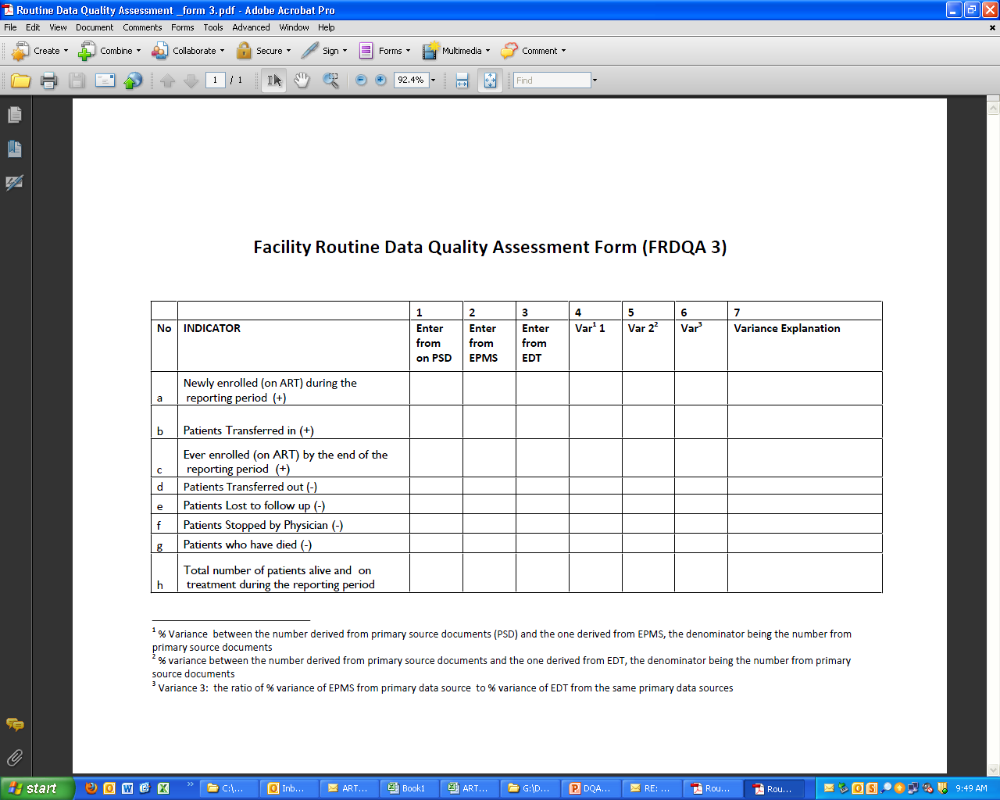 Routine Data Quality Assessment _form 3.pdf - Adobe Acrobat Pro
File Edit View Document Comments Forms Tools Advanced Window Help
Create Combine Collaborate Secure Sign Forms Multimedia Comment
1 / 1 92.4% Find
Facility Routine Data Quality Assessment Form (FRDQA 3)
1 2 3 4 5 6 7
No INDICATOR Enter Enter Enter Var¹ 1 Var 2² Var³ Variance Explanation
from from from
on PSD EPMS EDT
Newly enrolled (on ART) during the
a reporting period (+)
b Patients Transferred in (+)
Ever enrolled (on ART) by the end of the
c reporting period (+)
d Patients Transferred out (-)
e Patients Lost to follow up (-)
f Patients Stopped by Physician (-)
g Patients who have died (-)
Total number of patients alive and on
h treatment during the reporting period
¹ % Variance between the number derived from primary source documents (PSD) and the one derived from EPMS, the denominator being the number from
primary source documents
² % variance between the number derived from primary source documents and the one derived from EDT, the denominator being the number from primary
source documents
³ Variance 3: the ratio of % variance of EPMS from primary data source to % variance of EDT from the same primary data sources
start C:\... Inb... ART... Book1 ART... G:\D... DQA... RE: ... Rou... Rou... 9:49 AM